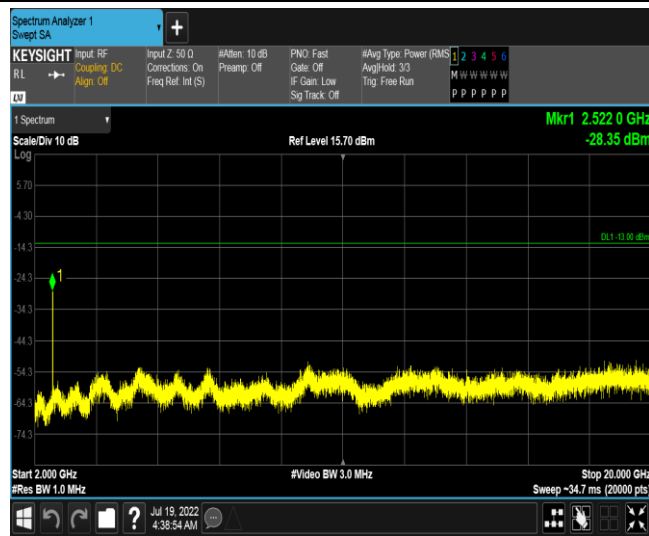 Spectrum Analyzer 1
Swept SA
+
KEYSIGHT Input: RF Input Z: 50 Ω #Atten: 10 dB PNO: Fast #Avg Type: Power (RMS 1 2 3 4 5 6
RL Coupling: DC Corrections: On Preamp: Off Gate: Off Avg|Hold: 3/3 M W W W W W
Align: Off Freq Ref: Int (S) IF Gain: Low Trig: Free Run
Sig Track: Off P P P P P P
LXI
1 Spectrum Mkr1 2.522 0 GHz
Scale/Div 10 dB Ref Level 15.70 dBm -28.35 dBm
Log
5.70
-4.30
DL1 -13.00 dBm
-14.3
-24.3
1
-34.3
-44.3
-54.3
-64.3
-74.3
Start 2.000 GHz #Video BW 3.0 MHz Stop 20.000 GHz
#Res BW 1.0 MHz Sweep ~34.7 ms (20000 pts)
? Jul 19, 2022
4:38:54 AM